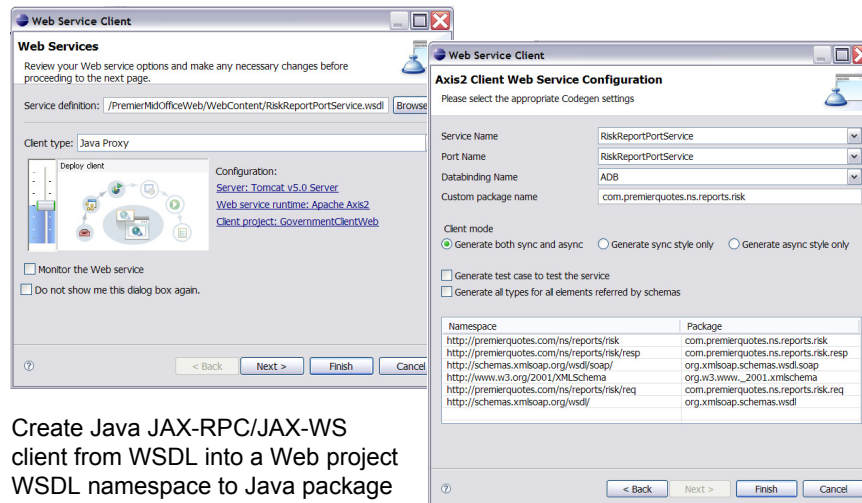 Web Service Client
Web Services
Review your Web service options and make any necessary changes before
proceeding to the next page.
Service definition: /PremierMidOfficeWeb/WebContent/RiskReportPortService.wsdl Browse
Client type: Java Proxy
Deploy client
Configuration:
Server: Tomcat v5.0 Server
Web service runtime: Apache Axis2
Client project: GovernmentClientWeb
Monitor the Web service
Do not show me this dialog box again.
< Back Next > Finish Cancel
Create Java JAX-RPC/JAX-WS
client from WSDL into a Web project
WSDL namespace to Java package
Web Service Client
Axis2 Client Web Service Configuration
Please select the appropriate Codegen settings
Service Name RiskReportPortService
Port Name RiskReportPortService
Databinding Name ADB
Custom package name com.premierquotes.ns.reports.risk
Client mode
Generate both sync and async Generate sync style only Generate async style only
Generate test case to test the service
Generate all types for all elements referred by schemas
Namespace Package
http://premierquotes.com/ns/reports/risk com.premierquotes.ns.reports.risk
http://premierquotes.com/ns/reports/risk/resp com.premierquotes.ns.reports.risk.resp
http://schemas.xmlsoap.org/wsdl/soap/ org.xmlsoap.schemas.wsdl.soap
http://www.w3.org/2001/XMLSchema org.w3.www._2001.xmlschema
http://premierquotes.com/ns/reports/risk/req com.premierquotes.ns.reports.risk.req
http://schemas.xmlsoap.org/wsdl/ org.xmlsoap.schemas.wsdl
< Back Next > Finish Cancel